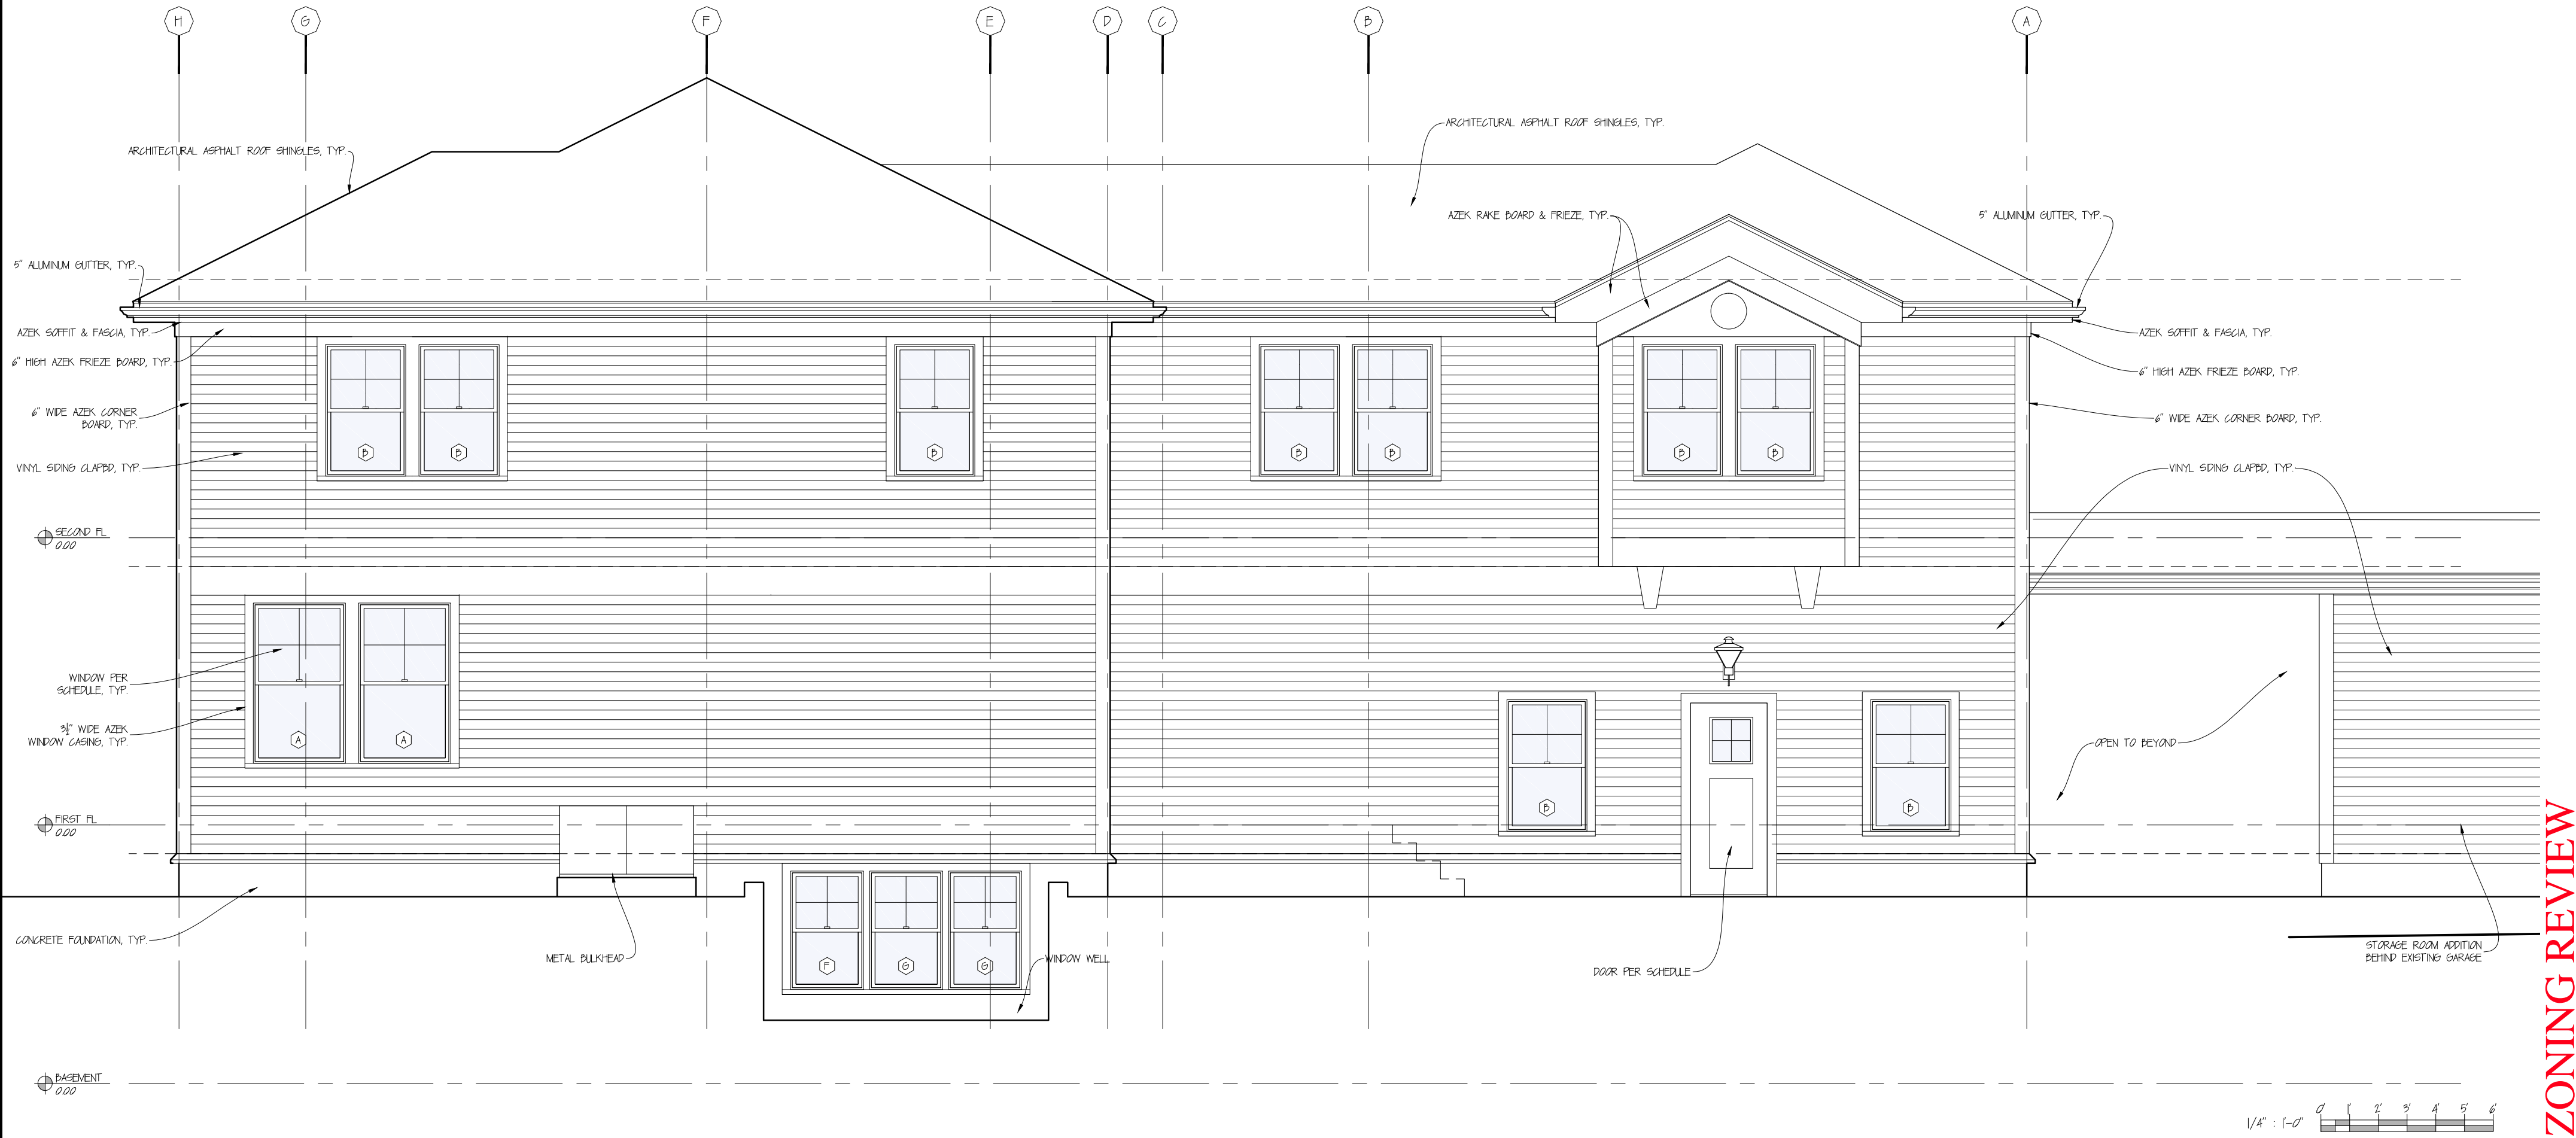 H G F E D C B A
ARCHITECTURAL ASPHALT ROOF SHINGLES, TYP.
ARCHITECTURAL ASPHALT ROOF SHINGLES, TYP.
AZEK RAKE BOARD & FRIEZE, TYP.
5" ALUMINUM GUTTER, TYP.
5" ALUMINUM GUTTER, TYP.
AZEK SOFFIT & FASCIA, TYP.
AZEK SOFFIT & FASCIA, TYP.
6" HIGH AZEK FRIEZE BOARD, TYP.
6" HIGH AZEK FRIEZE BOARD, TYP.
6" WIDE AZEK CORNER
BOARD, TYP.
6" WIDE AZEK CORNER BOARD, TYP.
B B B B B B B
VINYL SIDING CLAPBD, TYP.
VINYL SIDING CLAPBD, TYP.
SECOND FL
0.00
WINDOW PER
SCHEDULE, TYP.
3½" WIDE AZEK
WINDOW CASING, TYP.
A A
OPEN TO BEYOND
B B
FIRST FL
0.00
CONCRETE FOUNDATION, TYP.
METAL BULKHEAD
F G G
WINDOW WELL
DOOR PER SCHEDULE
STORAGE ROOM ADDITION
BEHIND EXISTING GARAGE
BASEMENT
0.00
1/4" : 1'-0"
0' 1' 2' 3' 4' 5' 6'
ZONING REVIEW